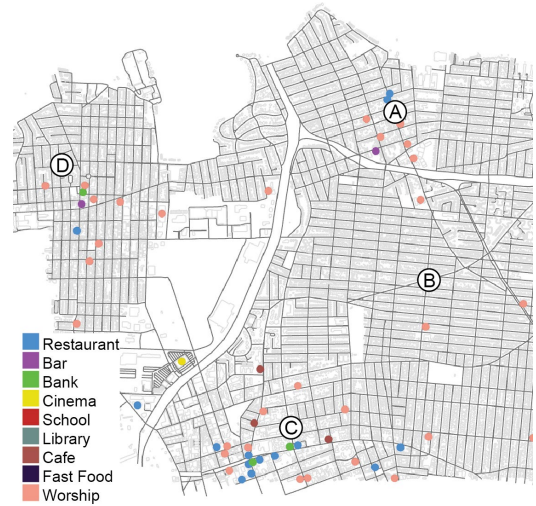 A
D
B
C
Restaurant
Bar
Bank
Cinema
School
Library
Cafe
Fast Food
Worship